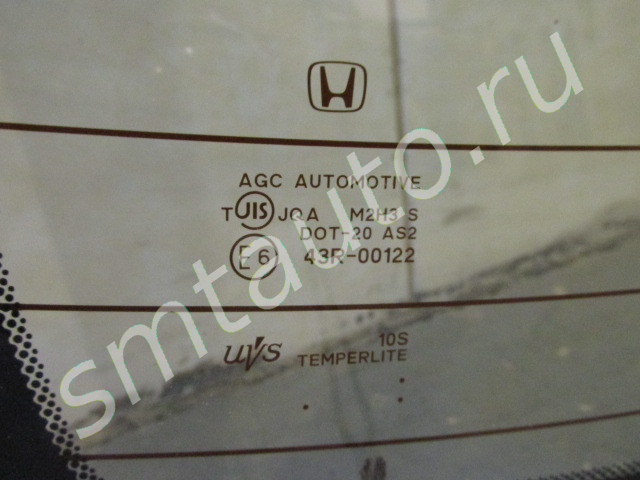 AGC AUTOMOTIVE
T JIS JQA M2H3 S
DOT-20 AS2
E6 43R-00122
UVS 10S
TEMPERLITE
smtauto.ru